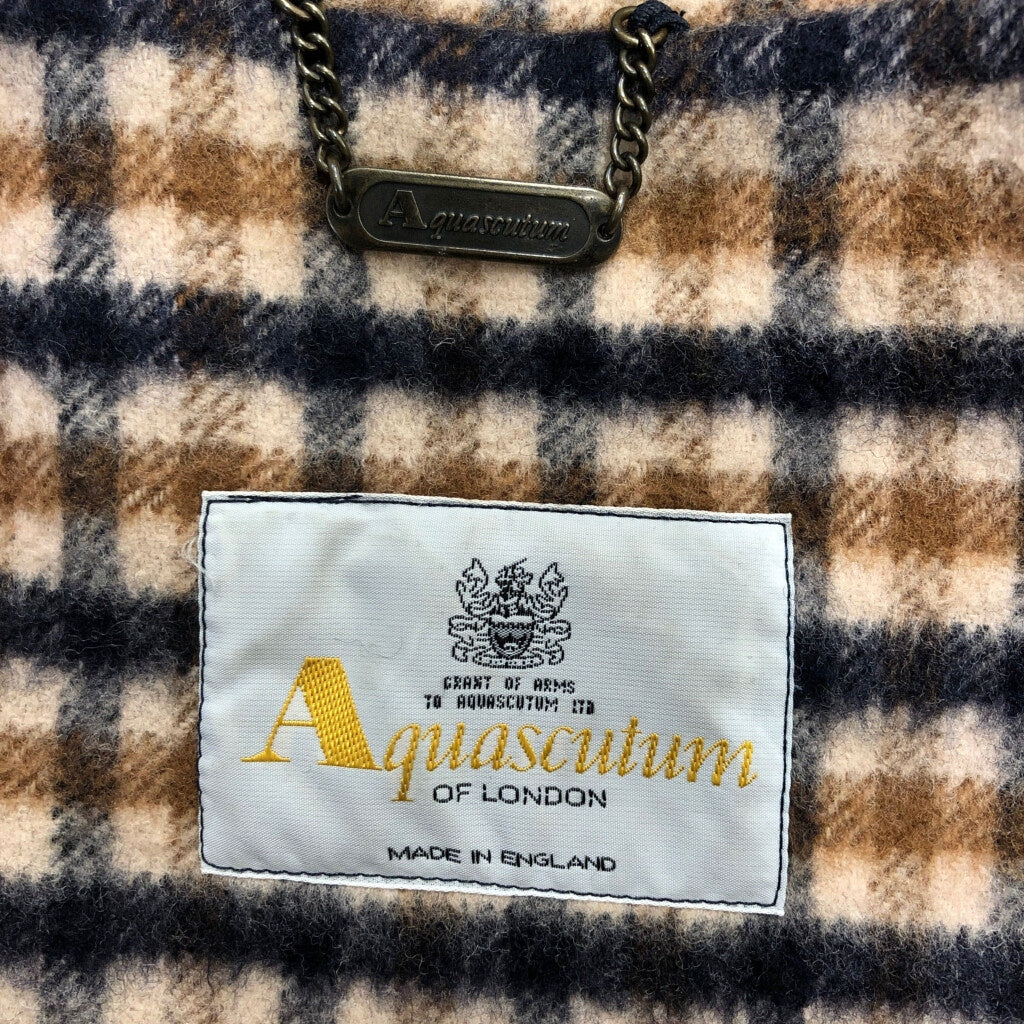 Aquascutum
GRANT OF ARMS
TO AQUASCUTUM LTD
Aquascutum
OF LONDON
MADE IN ENGLAND